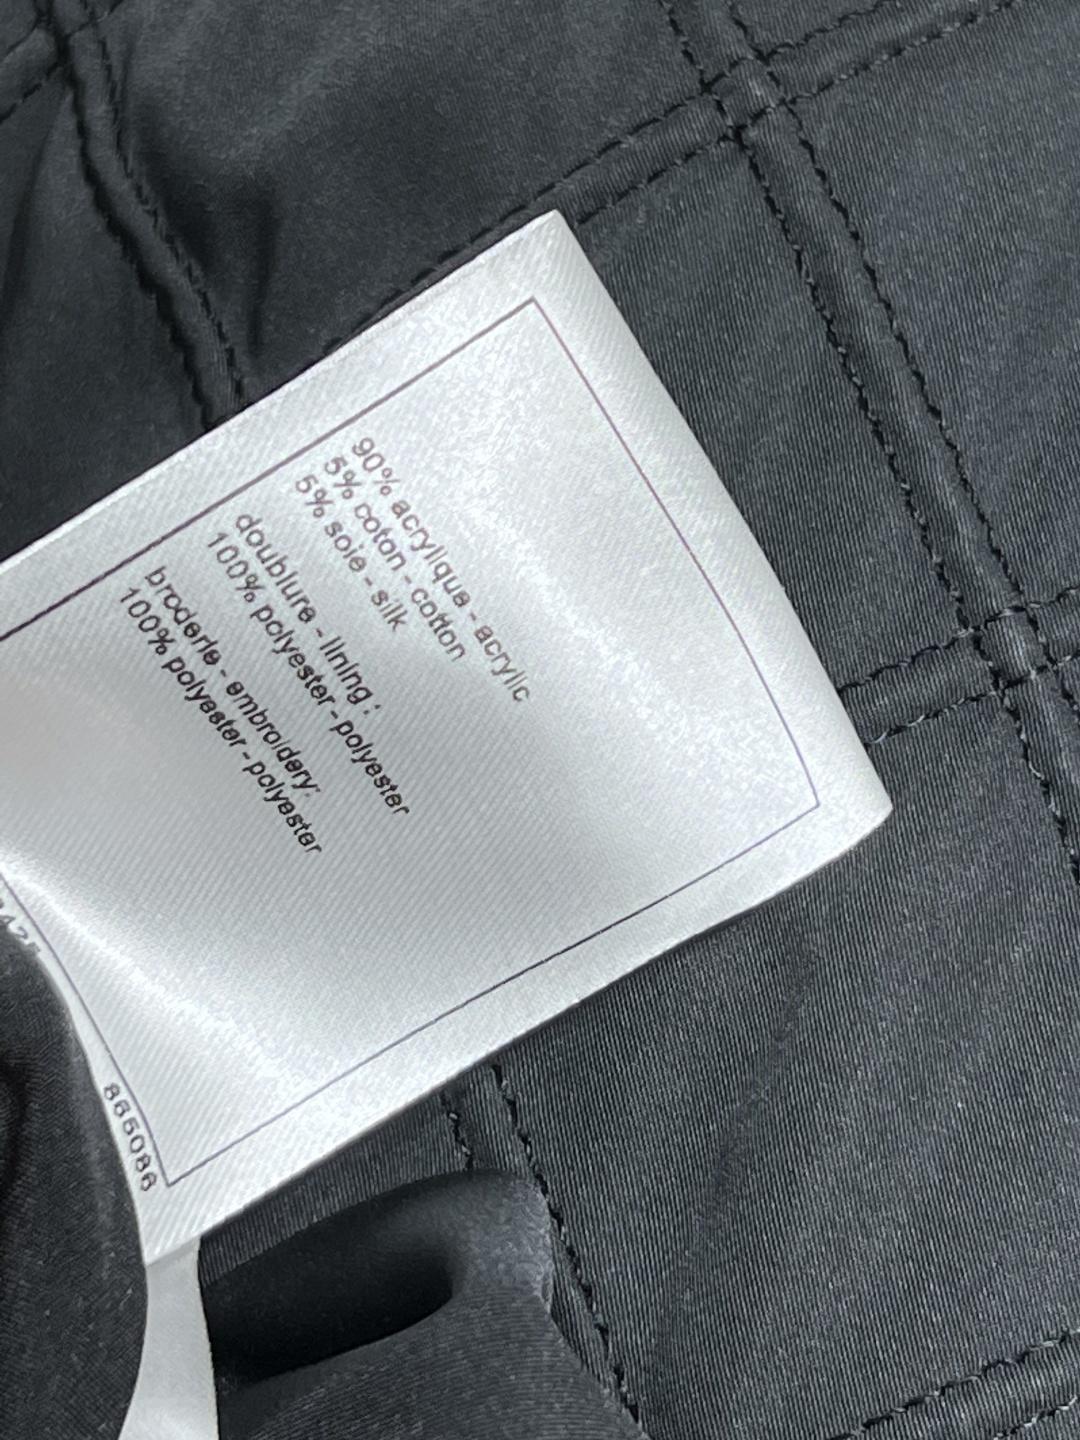 90% acrylique - acrylic
5% coton - cotton
5% soie - silk
doublure - lining :
100% polyester - polyester
broderie - embroidery:
100% polyester - polyester
865086